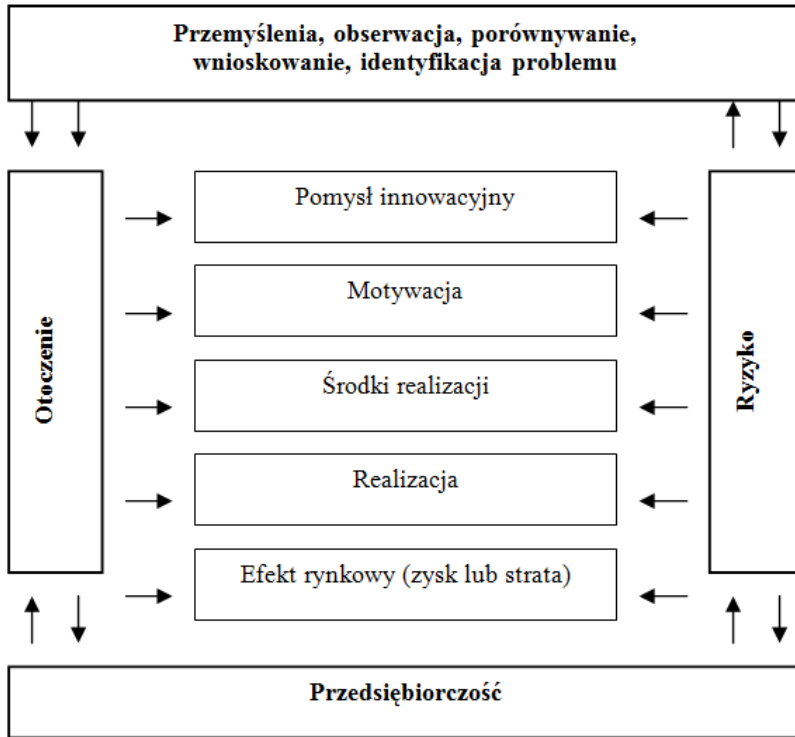 Przemyślenia, obserwacja, porównywanie,
wnioskowanie, identyfikacja problemu
Otoczenie
Pomysł innowacyjny
Motywacja
Środki realizacji
Realizacja
Efekt rynkowy (zysk lub strata)
Ryzyko
Przedsiębiorczość